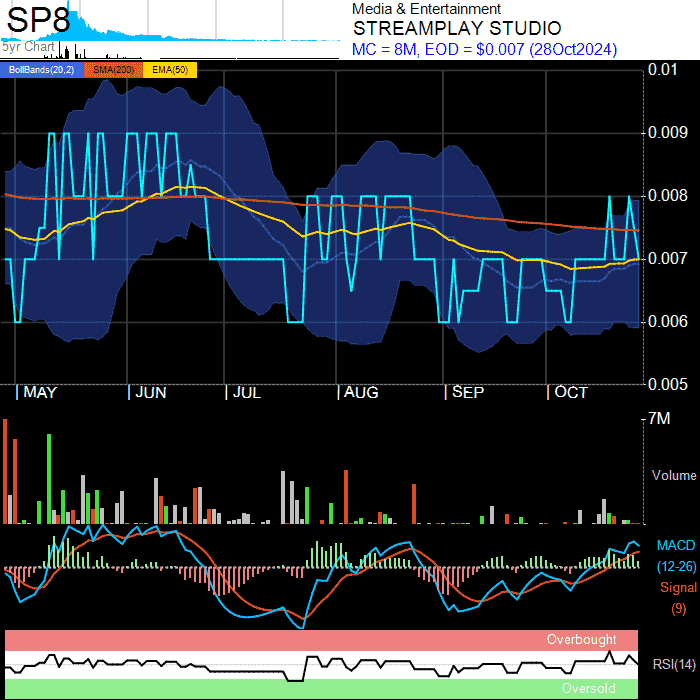 SP8
5yr Chart
Media & Entertainment
STREAMPLAY STUDIO
MC = 8M, EOD = $0.007 (28Oct2024)
BollBands(20,2) SMA(200) EMA(50)
0.01
0.009
0.008
0.007
0.006
0.005
MAY JUN JUL AUG SEP OCT
7M
Volume
MACD
(12-26)
Signal
(9)
Overbought
RSI(14)
Oversold